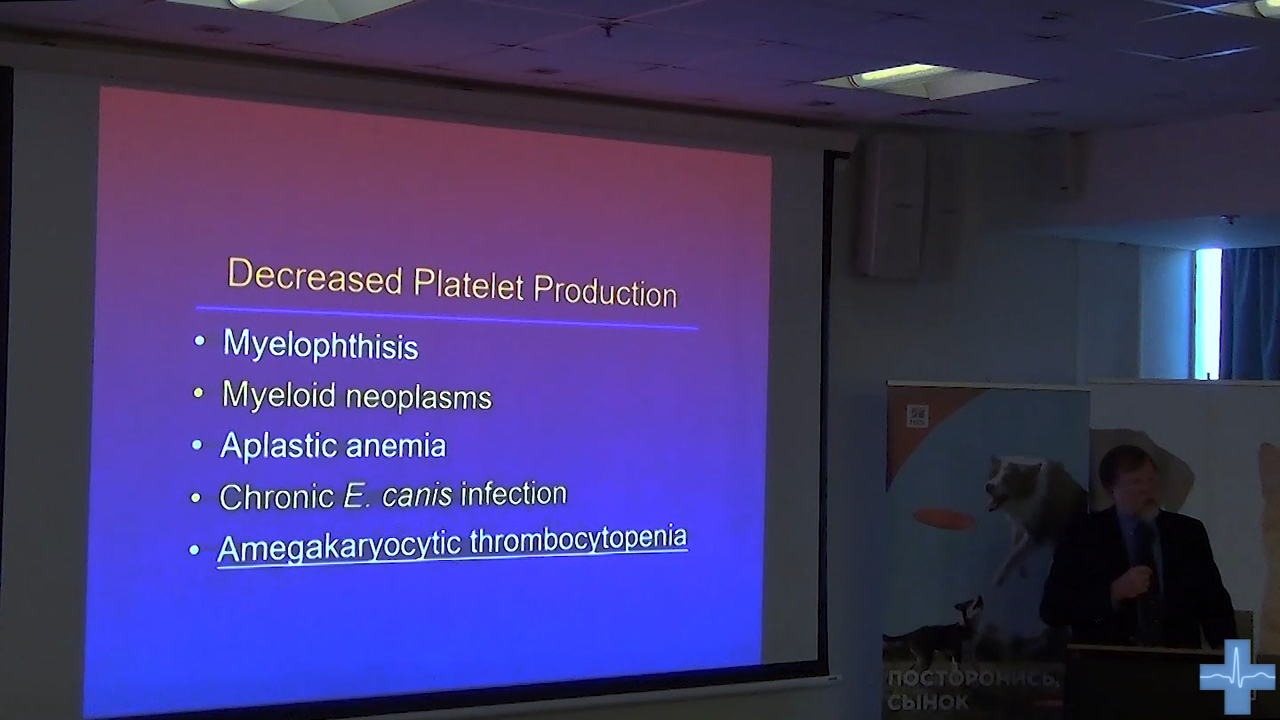 Decreased Platelet Production
• Myelophthisis
• Myeloid neoplasms
• Aplastic anemia
• Chronic E. canis infection
• Amegakaryocytic thrombocytopenia
ПОСТОРОНИСЬ,
СЫНОК